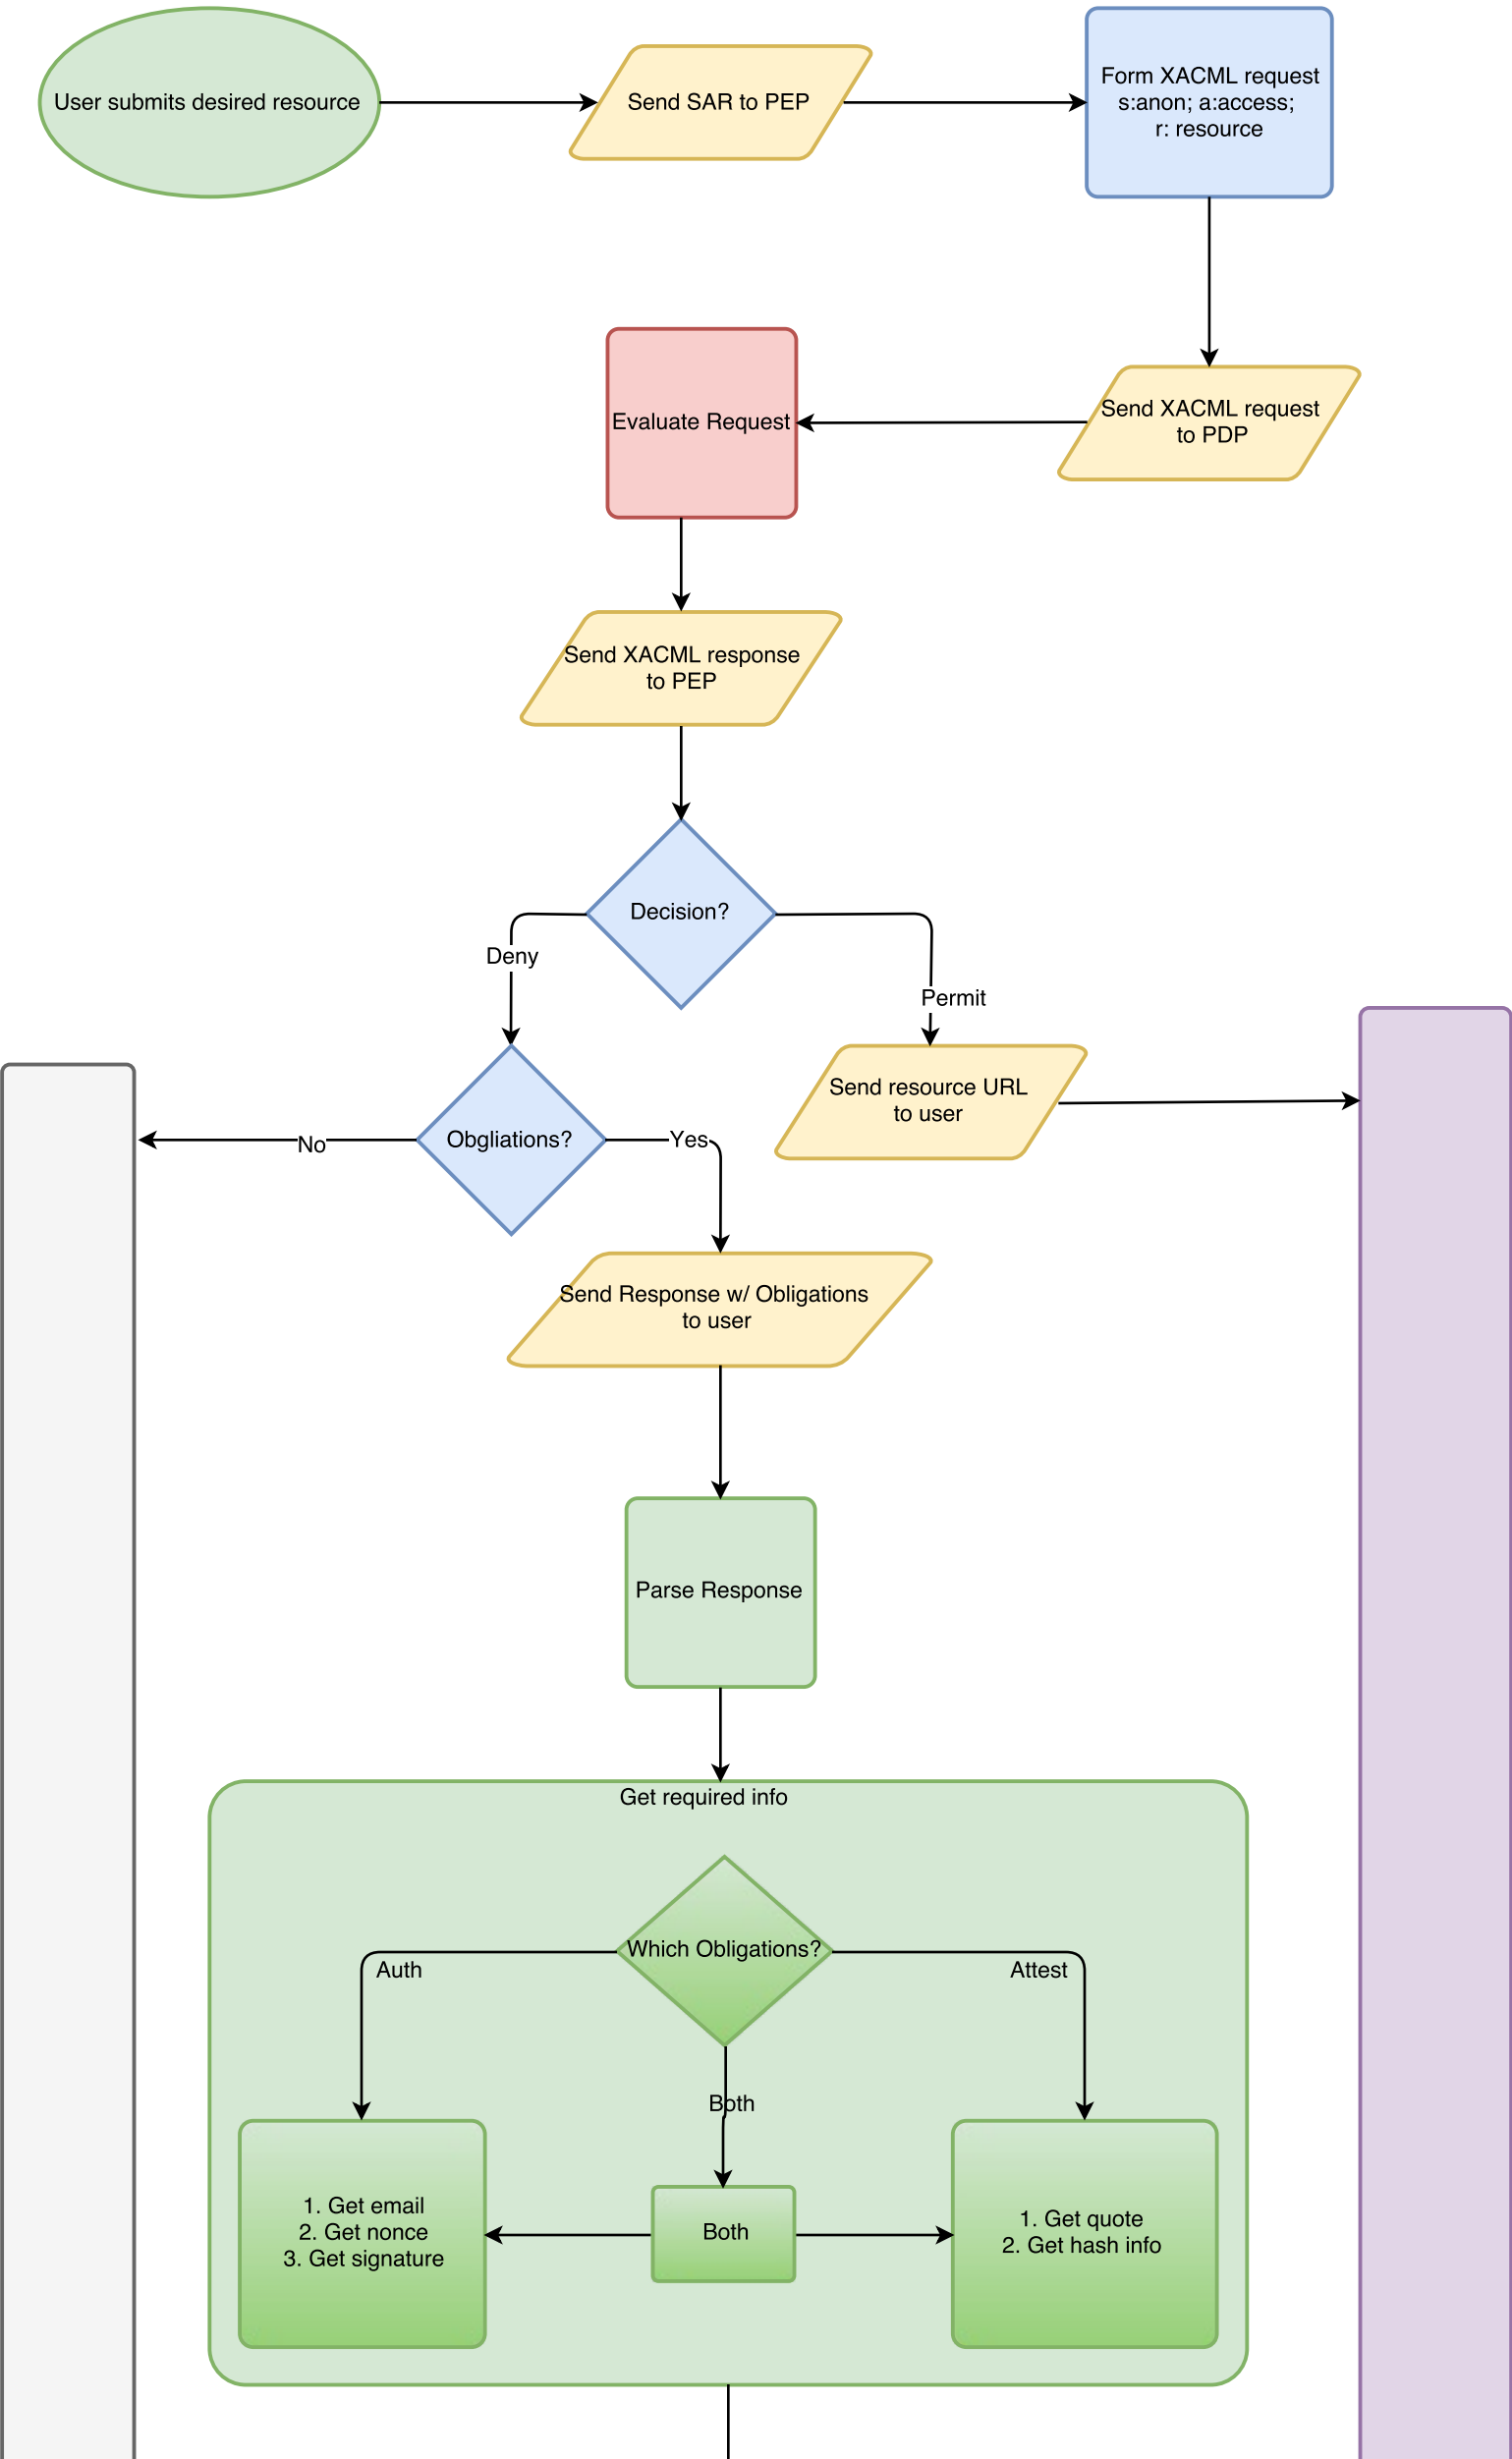 User submits desired resource
Send SAR to PEP
Form XACML request
s:anon; a:access;
r: resource
Evaluate Request
Send XACML request
to PDP
Send XACML response
to PEP
Decision?
Deny
Permit
Send resource URL
to user
Obgliations?
No
Yes
Send Response w/ Obligations
to user
Parse Response
Get required info
Which Obligations?
Auth
Attest
Both
1. Get email
2. Get nonce
3. Get signature
Both
1. Get quote
2. Get hash info